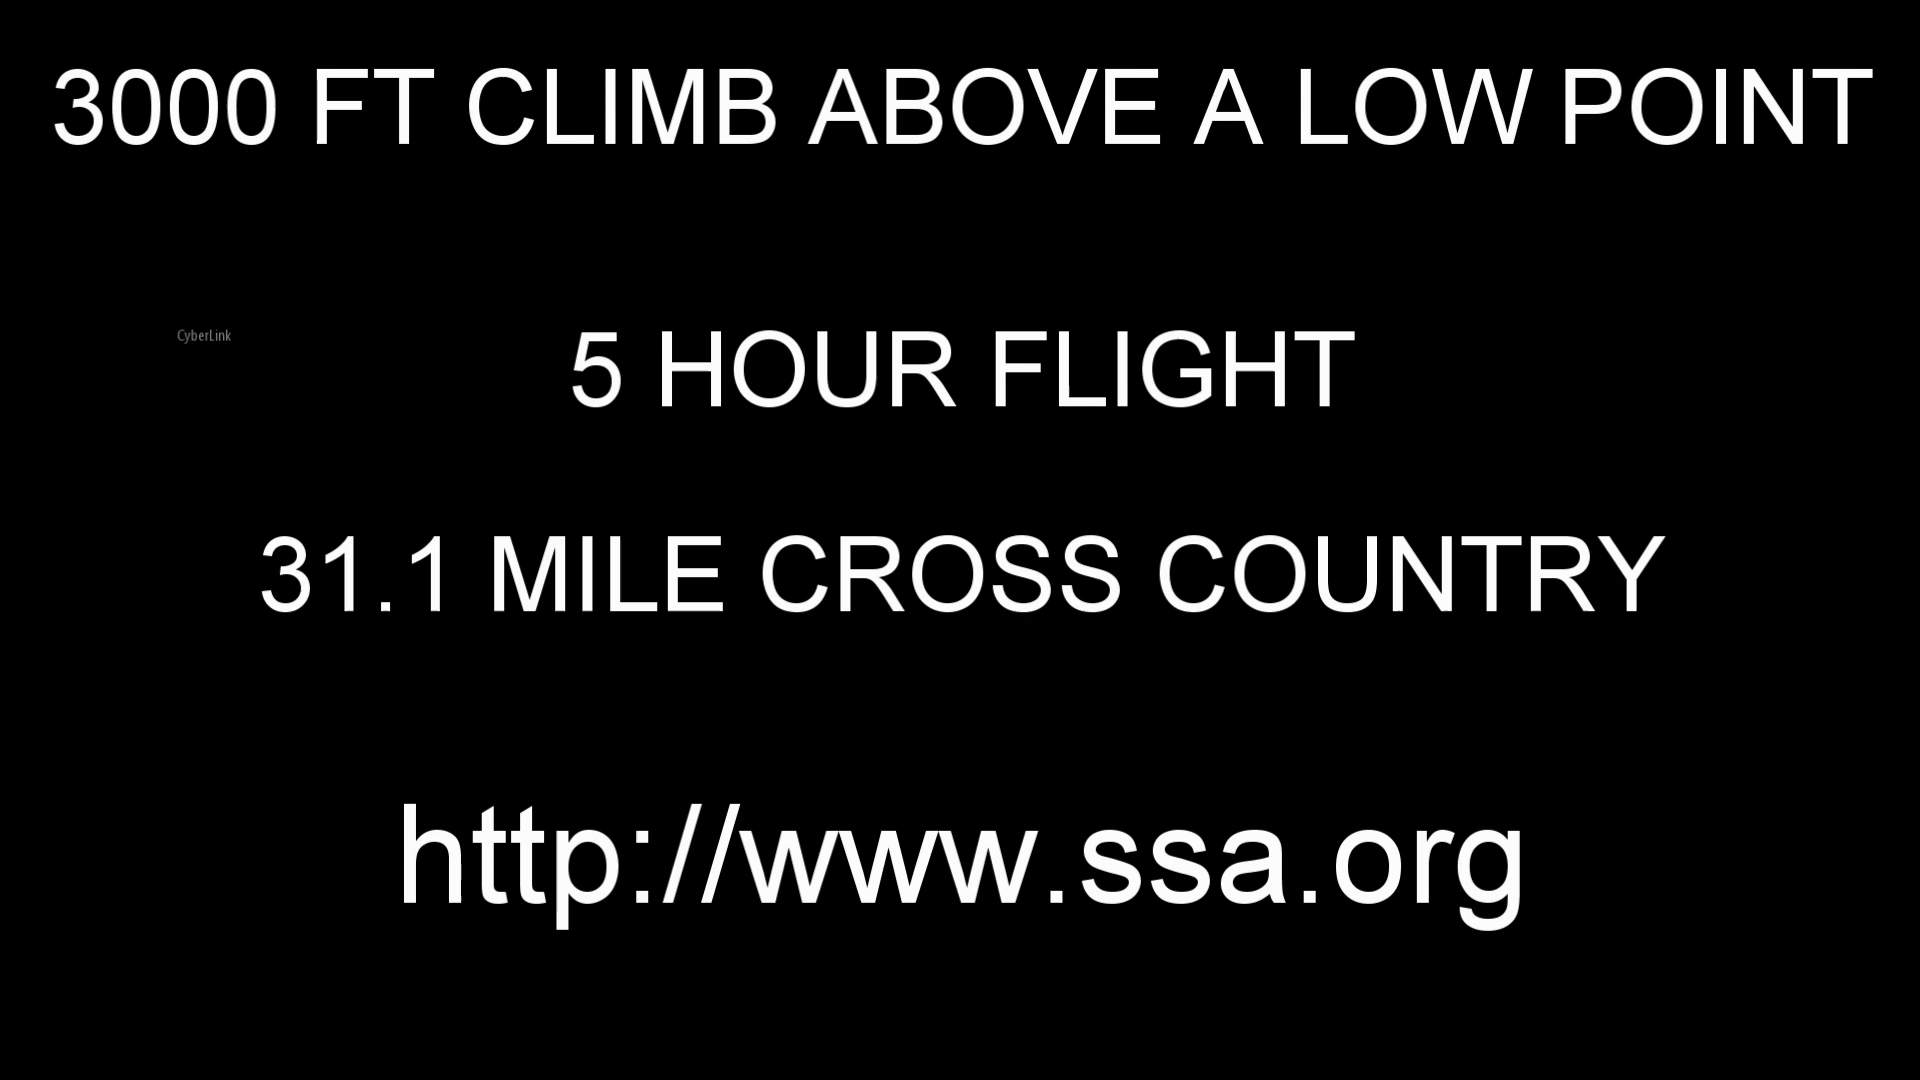 3000 FT CLIMB ABOVE A LOW POINT
CyberLink
5 HOUR FLIGHT
31.1 MILE CROSS COUNTRY
http://www.ssa.org